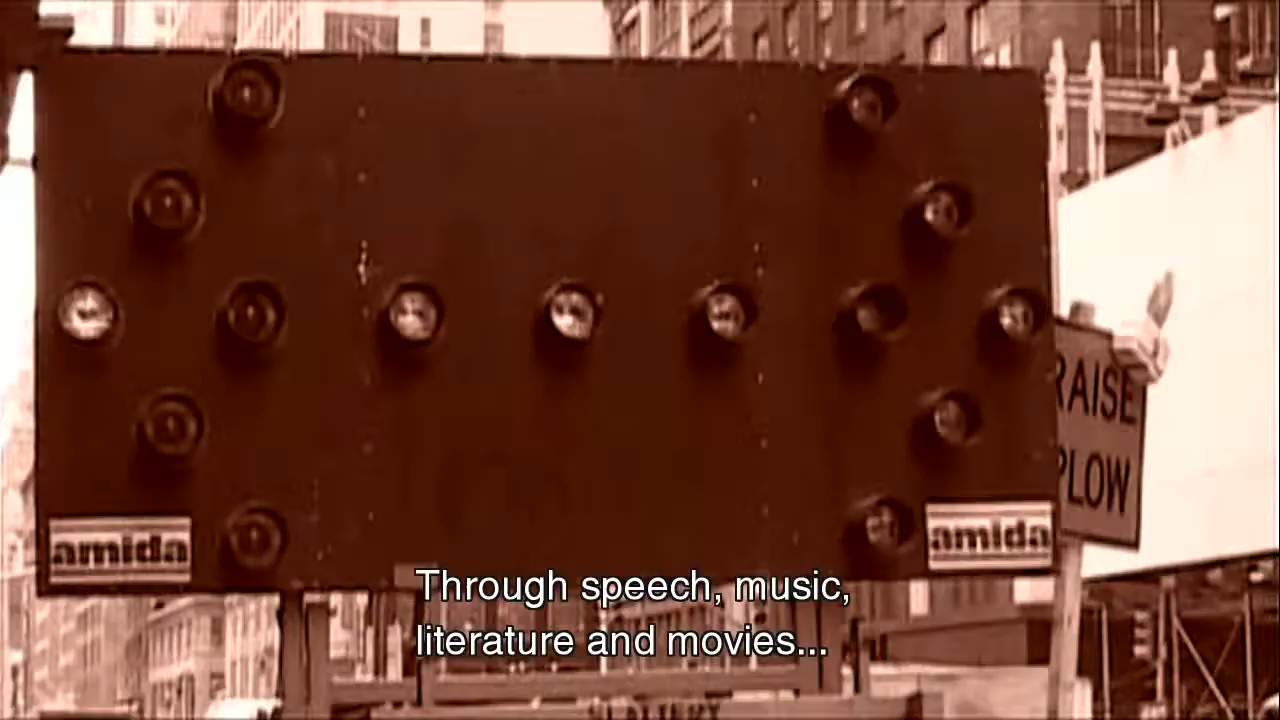 RAISE
PLOW
amida
amida
Through speech, music,
literature and movies...